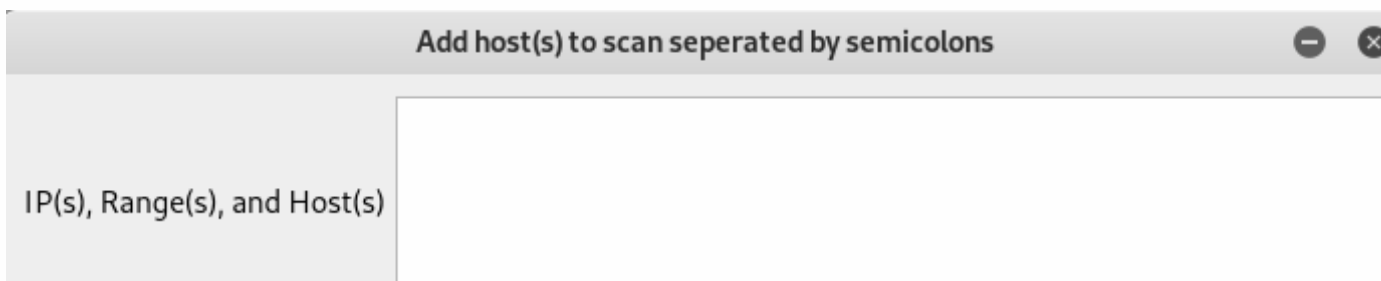 Add host(s) to scan seperated by semicolons
IP(s), Range(s), and Host(s)